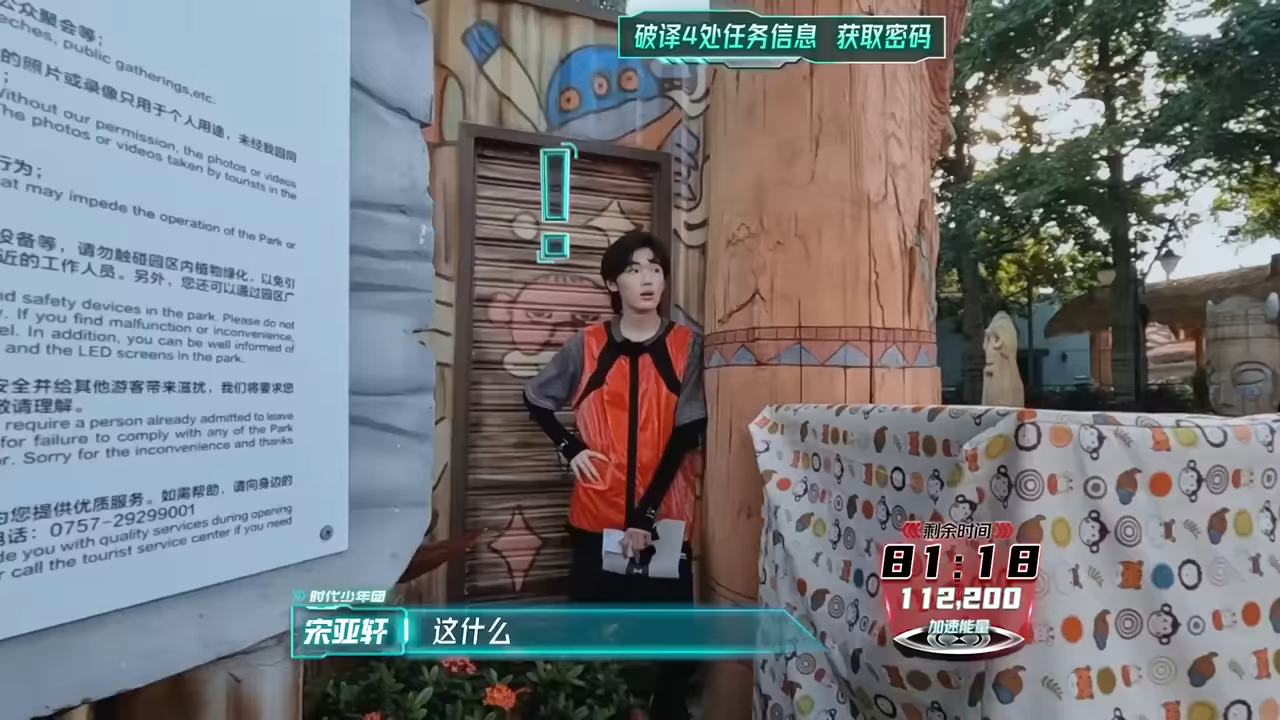 破译4处任务信息 获取密码
公众聚会等；
eches, public gatherings,etc.
的照片或录像只用于个人用途，未经我园同
；
Without our permission, the photos or videos
The photos or videos taken by tourists in the
行为；
at may impede the operation of the Park or
设备等，请勿触碰园区内植物绿化，以免引
近的工作人员。另外，您还可以通过园区广
nd safety devices in the park. Please do not
y. If you find malfunction or inconvenience,
el. In addition, you can be well informed of
and the LED screens in the park.
安全并给其他游客带来滋扰，我们将要求您
敬请理解。
require a person already admitted to leave
for failure to comply with any of the Park
r. Sorry for the inconvenience and thanks
为您提供优质服务。如需帮助，请向身边的
电话：0757-29299001
de you with quality services during opening
r call the tourist service center if you need
剩余时间
81:18
112,200
加速能量
时代少年团
宋亚轩
这什么